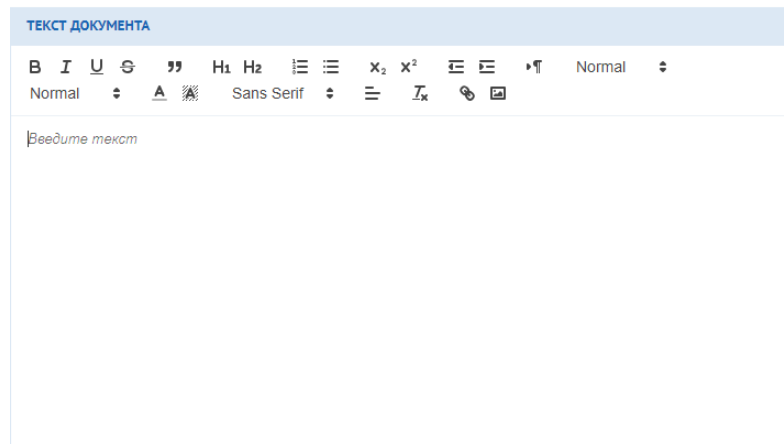 ТЕКСТ ДОКУМЕНТА
B I U S ” H1 H2 X₂ X² ¶ Normal
Normal A A Sans Serif Tx
Введите текст